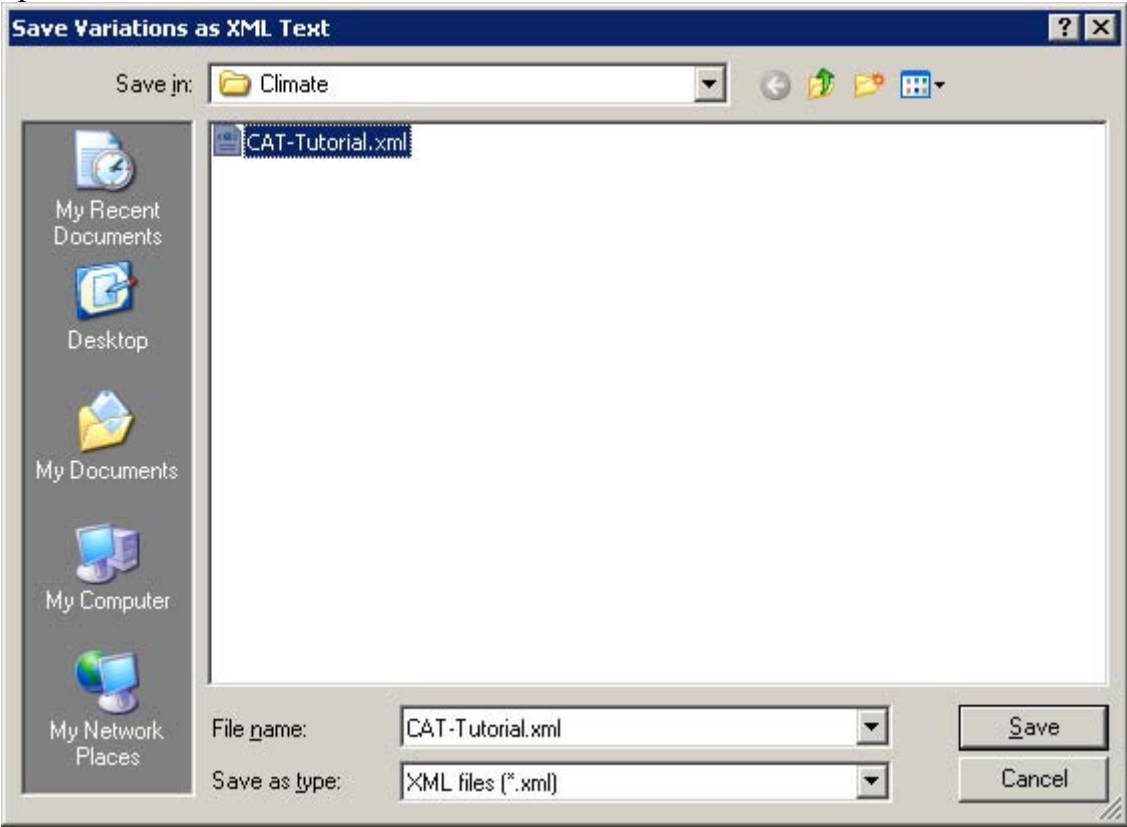 Save Variations as XML Text
Save in:
Climate
CAT-Tutorial.xml
My Recent
Documents
Desktop
My Documents
My Computer
My Network
Places
File name:
CAT-Tutorial.xml
Save
Save as type:
XML files (*.xml)
Cancel